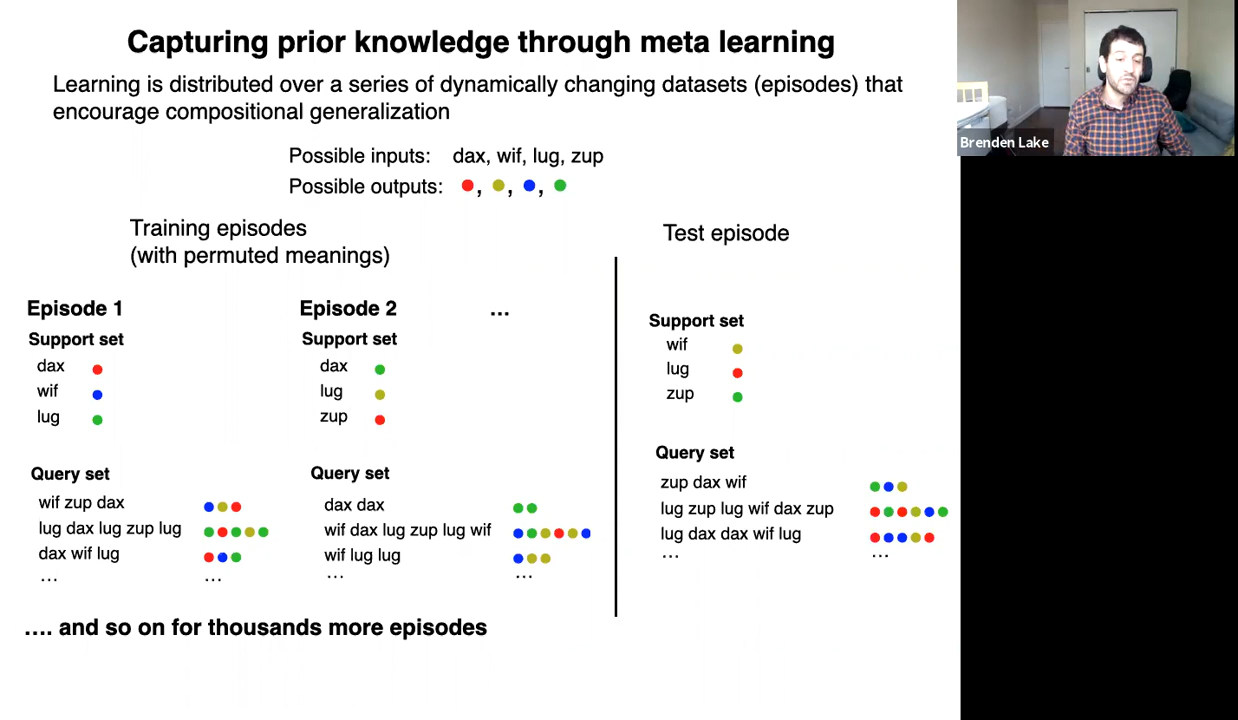 Capturing prior knowledge through meta learning
Learning is distributed over a series of dynamically changing datasets (episodes) that
encourage compositional generalization
Possible inputs: dax, wif, lug, zup
Possible outputs: , , ,
Training episodes
(with permuted meanings)
Episode 1
Support set
dax
wif
lug
Query set
wif zup dax
lug dax lug zup lug
dax wif lug
... ...
Episode 2
Support set
dax
lug
zup
Query set
dax dax
wif dax lug zup lug wif
wif lug lug
... ...
...
Test episode
Support set
wif
lug
zup
Query set
zup dax wif
lug zup lug wif dax zup
lug dax dax wif lug
... ...
.... and so on for thousands more episodes
Brenden Lake